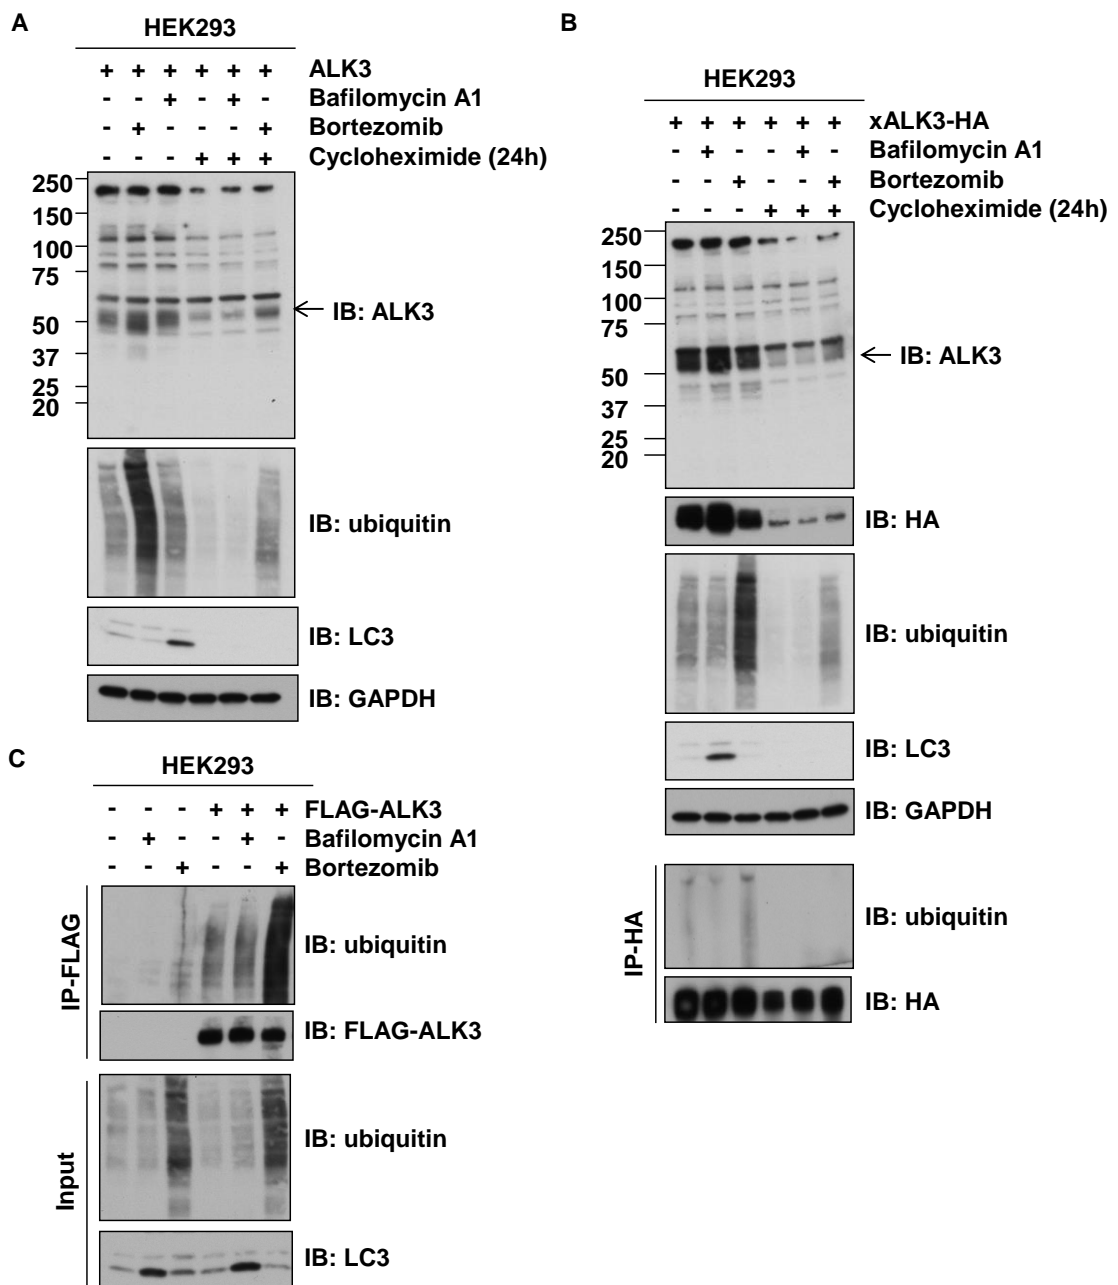 A
HEK293
+ + + + + + ALK3
- - + - + - Bafilomycin A1
- + - - - + Bortezomib
- - - + + + Cycloheximide (24h)
250
150
100
75
50
37
25
20
IB: ALK3
IB: ubiquitin
IB: LC3
IB: GAPDH
B
HEK293
+ + + + + + xALK3-HA
- + - - + - Bafilomycin A1
- - + - - + Bortezomib
- - - + + + Cycloheximide (24h)
250
150
100
75
50
37
25
20
IB: ALK3
IB: HA
IB: ubiquitin
IB: LC3
IB: GAPDH
IP-HA
IB: ubiquitin
IB: HA
C
HEK293
- - - + + + FLAG-ALK3
- + - - + - Bafilomycin A1
- - + - - + Bortezomib
IP-FLAG
IB: ubiquitin
IB: FLAG-ALK3
Input
IB: ubiquitin
IB: LC3